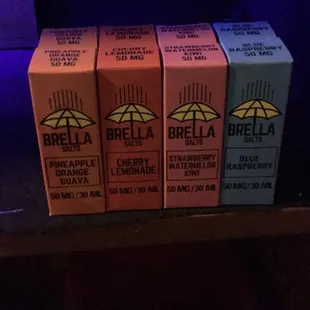 PINEAPPLE
ORANGE
GUAVA
50 MG
CHERRY
LEMONADE
50 MG
STRAWBERRY
WATERMELON
KIWI
50 MG
BLUE
RASPBERRY
50 MG
BRELLA
SALTS
PINEAPPLE
ORANGE
GUAVA
50 MG/30 ML
BRELLA
SALTS
CHERRY
LEMONADE
50 MG/30 ML
BRELLA
SALTS
STRAWBERRY
WATERMELON
KIWI
50 MG/30 ML
BRELLA
SALTS
BLUE
RASPBERRY
50 MG/30 ML